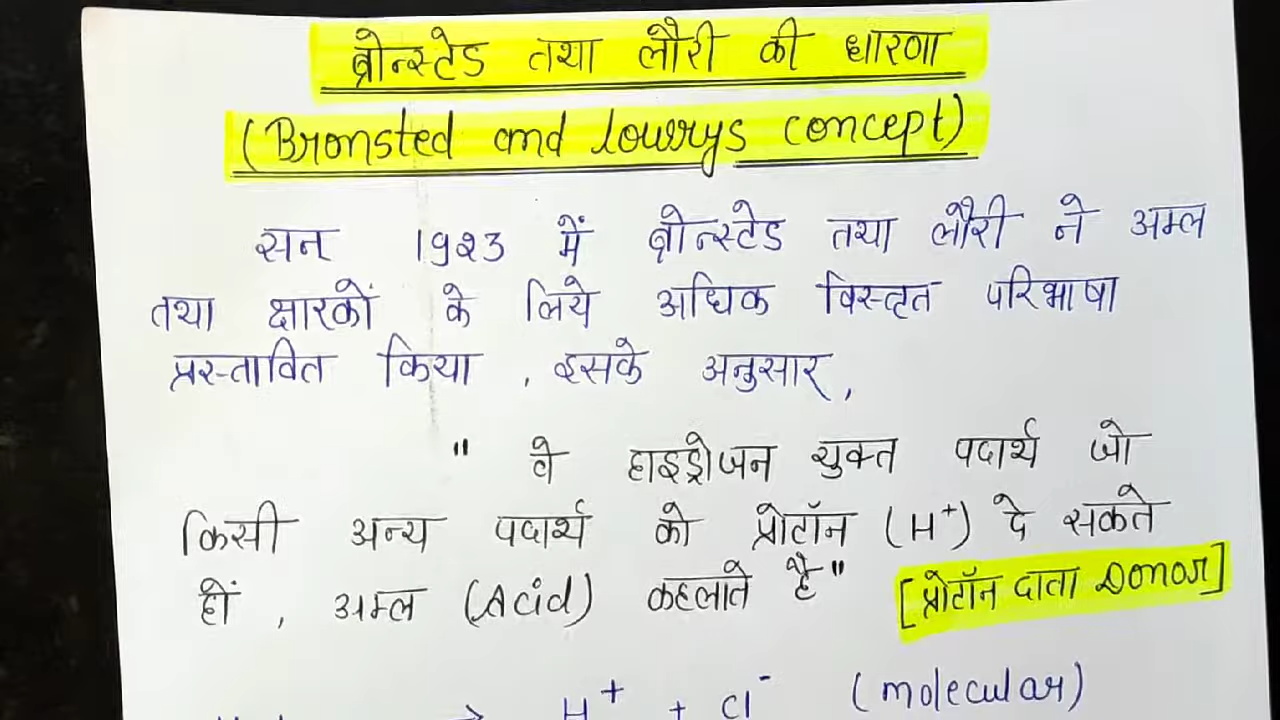 ब्रोन्स्टेड तथा लौरी की धारणा
(Bronsted and lowrys concept)
सन् 1923 में ब्रोन्स्टेड तथा लौरी ने अम्ल
तथा क्षारकों के लिये अधिक विस्तृत परिभाषा
प्रस्तावित किया , इसके अनुसार,
" वे हाइड्रोजन युक्त पदार्थ जो
किसी अन्य पदार्थ को प्रोटॉन (H⁺) दे सकते
हों , अम्ल (Acid) कहलाते है" [प्रोटॉन दाता Donor]
→ H⁺ + Cl⁻ (molecular)